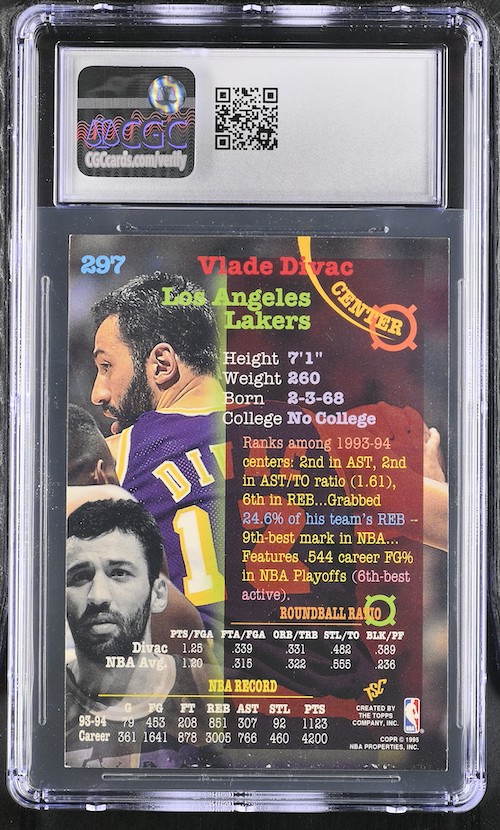 CGC
CGCcards.com/verify
297
Vlade Divac
Los Angeles
Lakers
CENTER
Height 7'1"
Weight 260
Born 2-3-68
College No College
Ranks among 1993-94
centers: 2nd in AST, 2nd
in AST/TO ratio (1.61),
6th in REB...Grabbed
24.6% of his team's REB –
9th-best mark in NBA...
Features .544 career FG%
in NBA Playoffs (6th-best
active).
ROUNDBALL RATIO
PTS/FGA FTA/FGA ORB/TRB STL/TO BLK/PF
Divac 1.25 .339 .331 .482 .389
NBA Avg. 1.20 .315 .322 .555 .236
NBA RECORD
G FG FT REB AST STL PTS
93-94 79 453 208 851 307 92 1123
Career 361 1641 878 3005 766 460 4200
TSC
CREATED BY
THE TOPPS
COMPANY, INC.
NBA
COPR © 1995
NBA PROPERTIES, INC.
DI
1